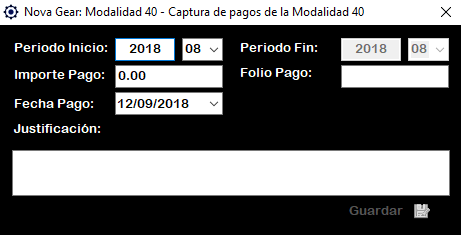 Nova Gear: Modalidad 40 - Captura de pagos de la Modalidad 40
Periodo Inicio: 2018 08 Periodo Fin: 2018 08
Importe Pago: 0.00 Folio Pago:
Fecha Pago: 12/09/2018
Justificación:
Guardar